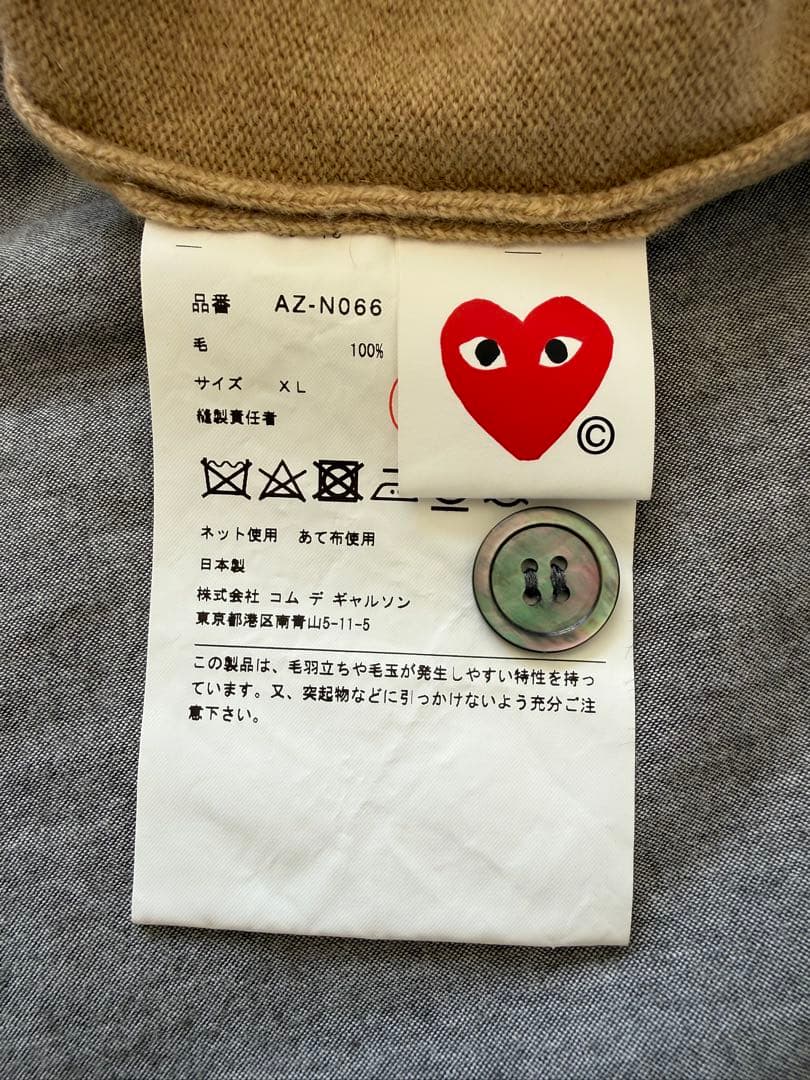 品番 AZ-N066
毛 100%
サイズ XL
縫製責任者
©
ネット使用 あて布使用
日本製
株式会社 コム デ ギャルソン
東京都港区南青山5-11-5
この製品は、毛羽立ちや毛玉が発生しやすい特性を持っ
ています。又、突起物などに引っかけないよう充分ご注
意下さい。